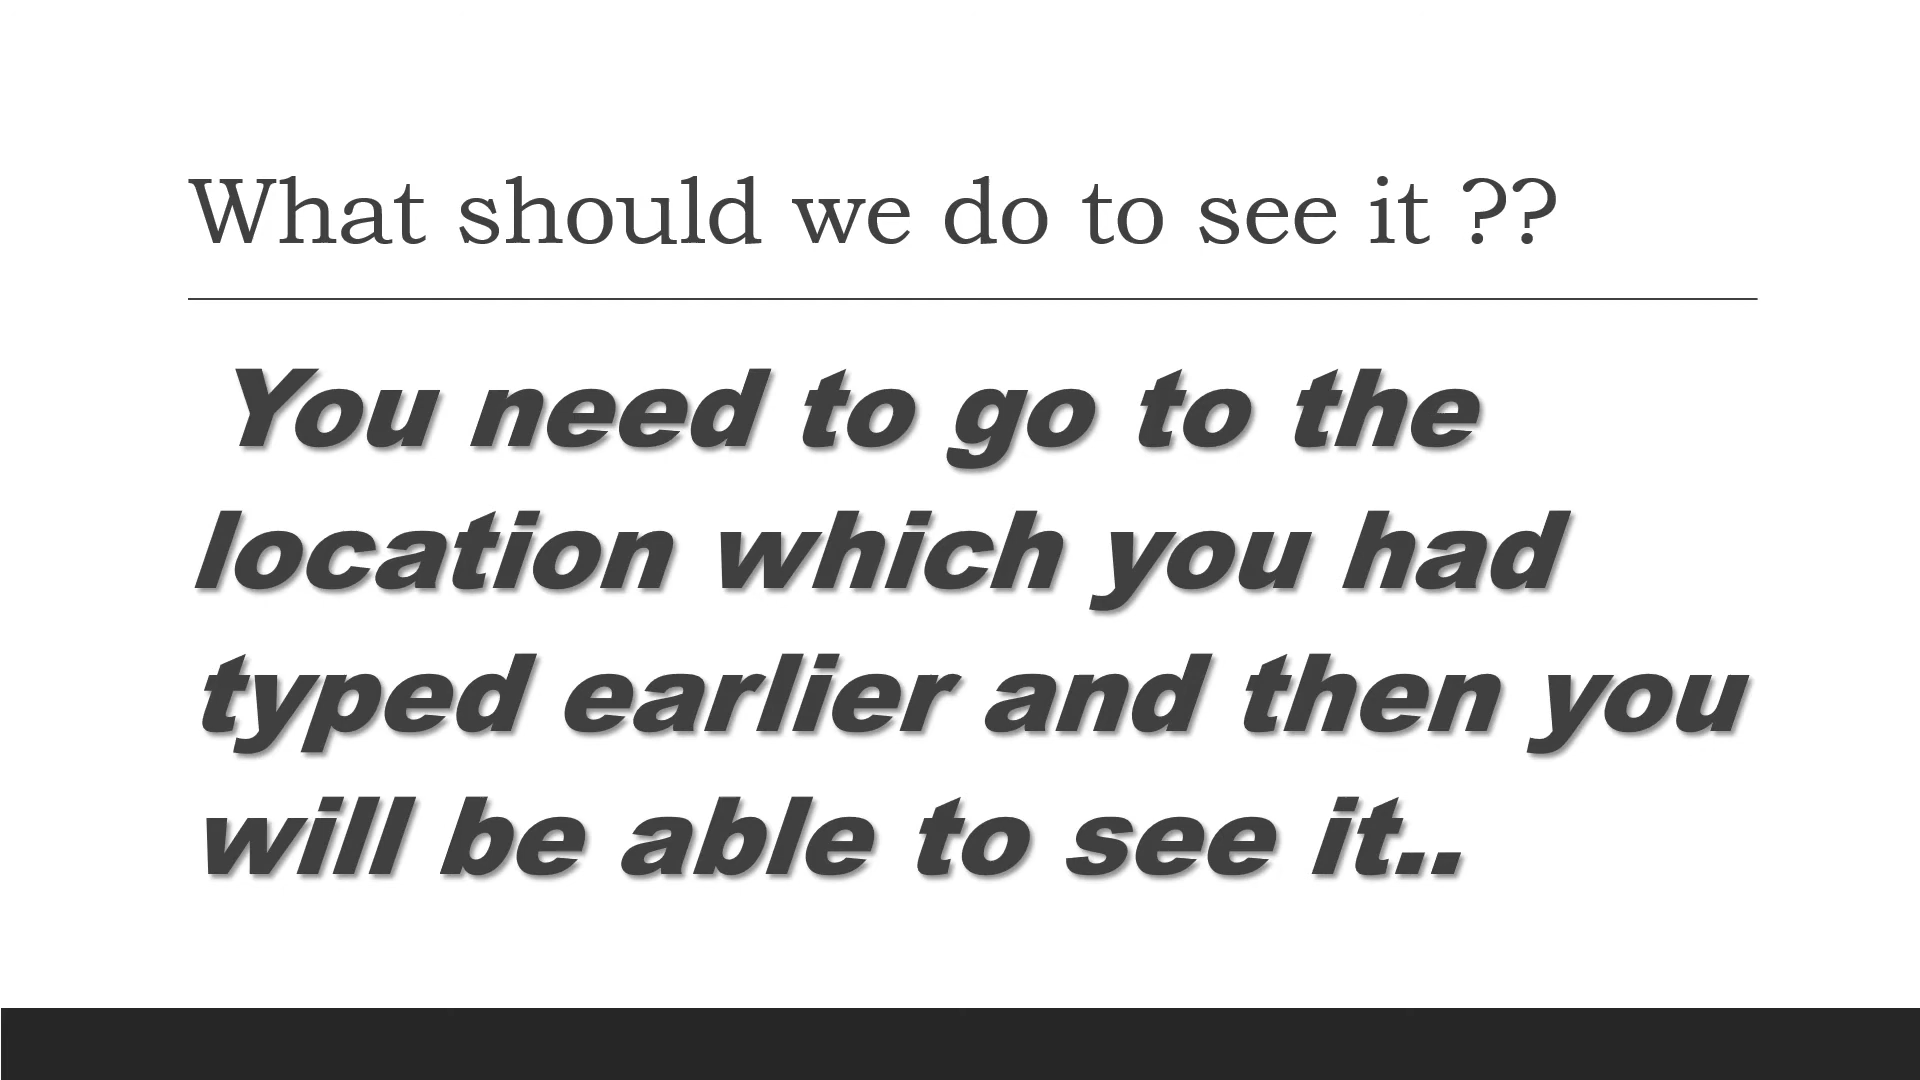 What should we do to see it ??
You need to go to the
location which you had
typed earlier and then you
will be able to see it..